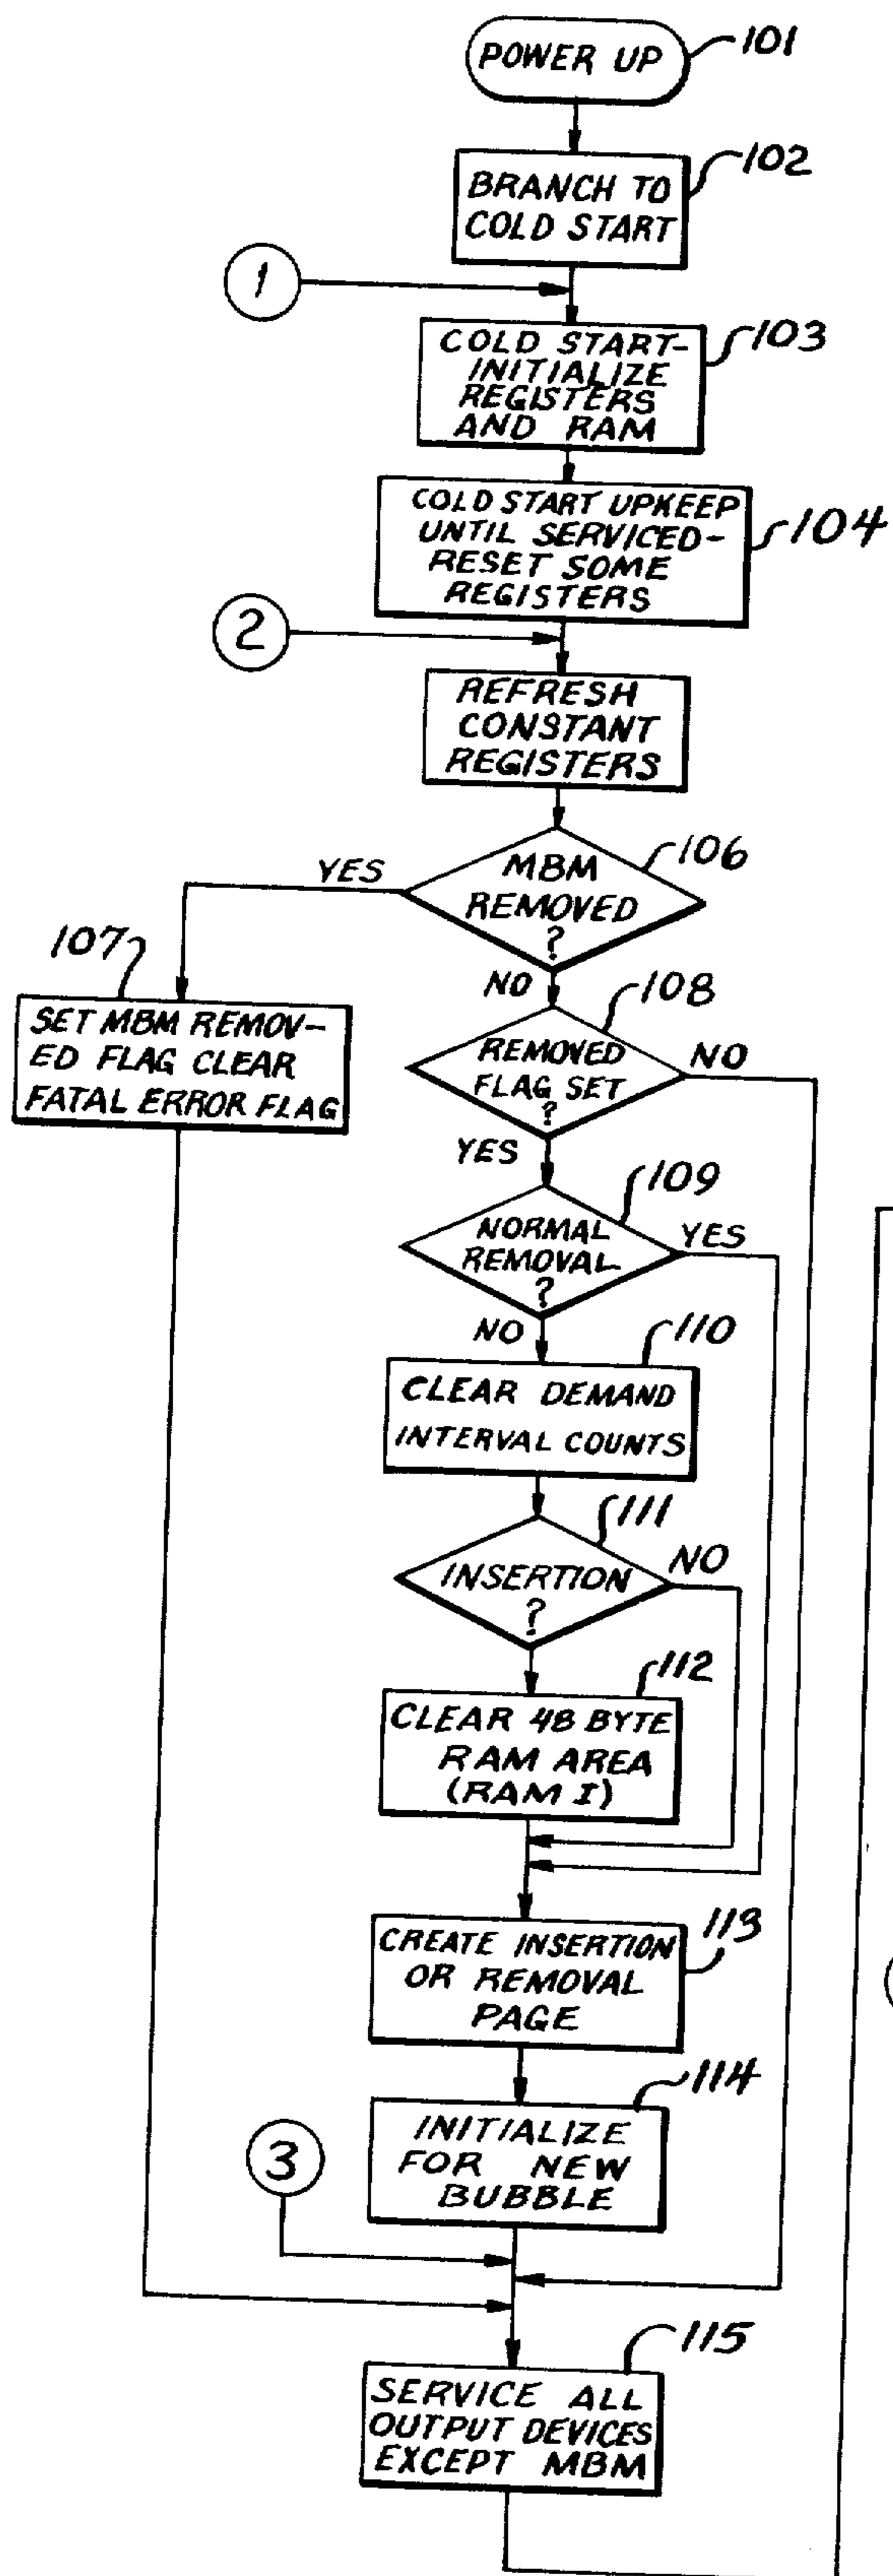 POWER UP
101
BRANCH TO
COLD START
102
1
COLD START-
INITIALIZE
REGISTERS
AND RAM
103
COLD START UPKEEP
UNTIL SERVICED-
RESET SOME
REGISTERS
104
2
REFRESH
CONSTANT
REGISTERS
MBM
REMOVED
?
106
YES
NO
107
SET MBM REMOV-
ED FLAG CLEAR
FATAL ERROR FLAG
REMOVED
FLAG SET
?
108
NO
YES
NORMAL
REMOVAL
?
109
YES
NO
110
CLEAR DEMAND
INTERVAL COUNTS
111
INSERTION
?
NO
112
CLEAR 48 BYTE
RAM AREA
(RAM I)
CREATE INSERTION
OR REMOVAL
PAGE
113
114
INITIALIZE
FOR NEW
BUBBLE
3
115
SERVICE ALL
OUTPUT DEVICES
EXCEPT MBM